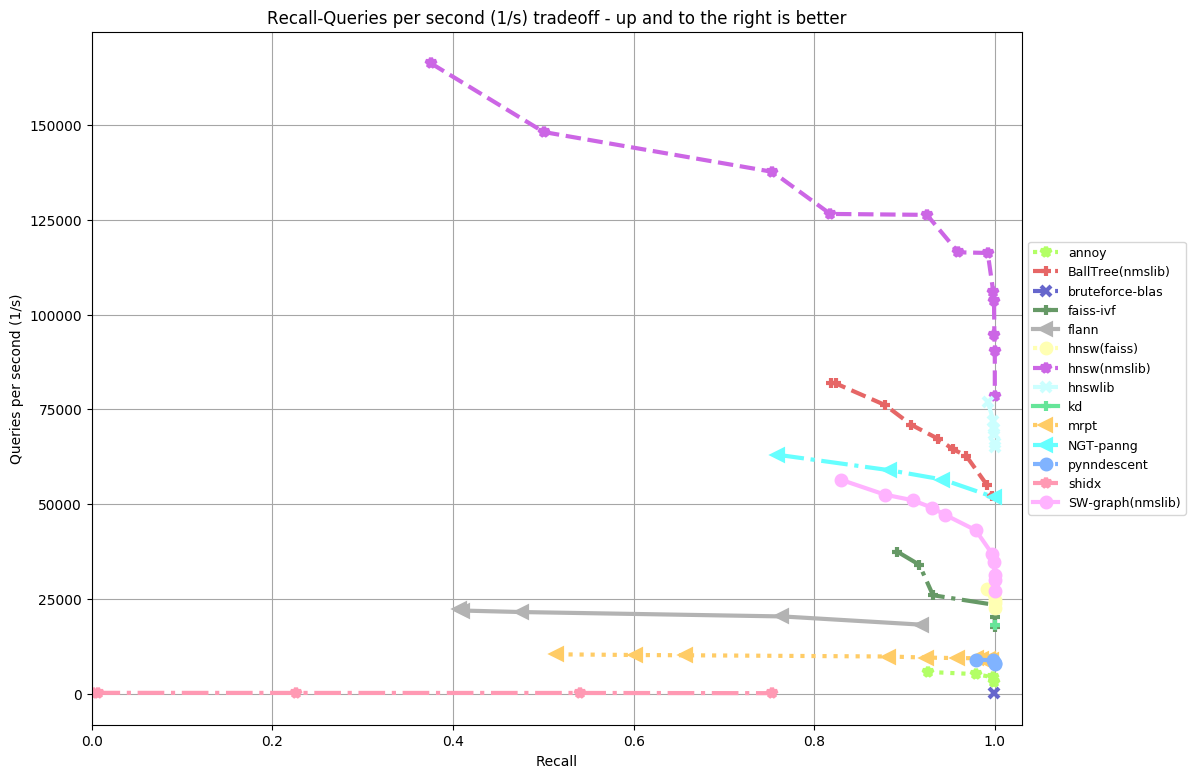 Recall-Queries per second (1/s) tradeoff - up and to the right is better
Queries per second (1/s)
150000
125000
100000
75000
50000
25000
0
0.0 0.2 0.4 0.6 0.8 1.0
Recall
annoy
BallTree(nmslib)
bruteforce-blas
faiss-ivf
flann
hnsw(faiss)
hnsw(nmslib)
hnswlib
kd
mrpt
NGT-panng
pynndescent
shidx
SW-graph(nmslib)